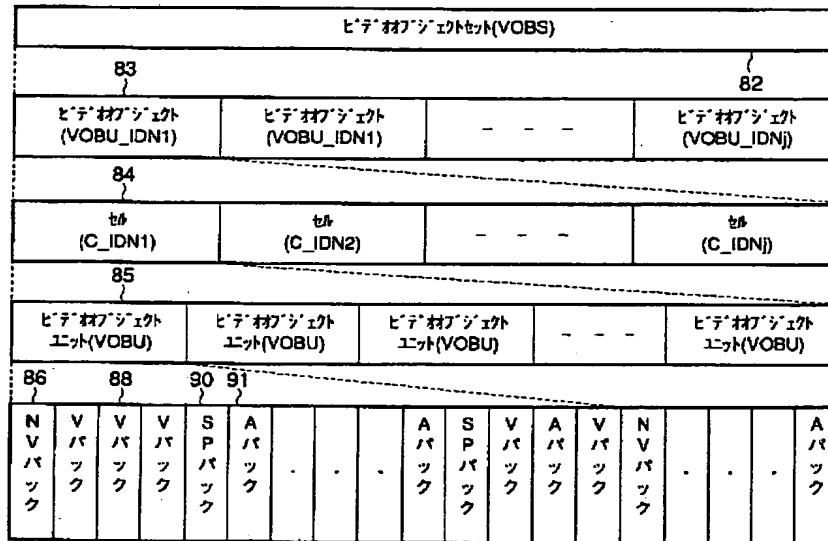 ビデオオブジェクトセット(VOBS)
83
82
ビデオオブジェクト
(VOBU_IDN1)
ビデオオブジェクト
(VOBU_IDN1)
- - -
ビデオオブジェクト
(VOBU_IDNj)
84
セル
(C_IDN1)
セル
(C_IDN2)
- - -
セル
(C_IDNj)
85
ビデオオブジェクト
ユニット(VOBU)
ビデオオブジェクト
ユニット(VOBU)
ビデオオブジェクト
ユニット(VOBU)
- - -
ビデオオブジェクト
ユニット(VOBU)
86
88
90
91
NVパック
Vパック
Vパック
Vパック
SPパック
Aパック
・
・
・
Aパック
SPパック
Vパック
Aパック
Vパック
NVパック
・
・
・
Aパック